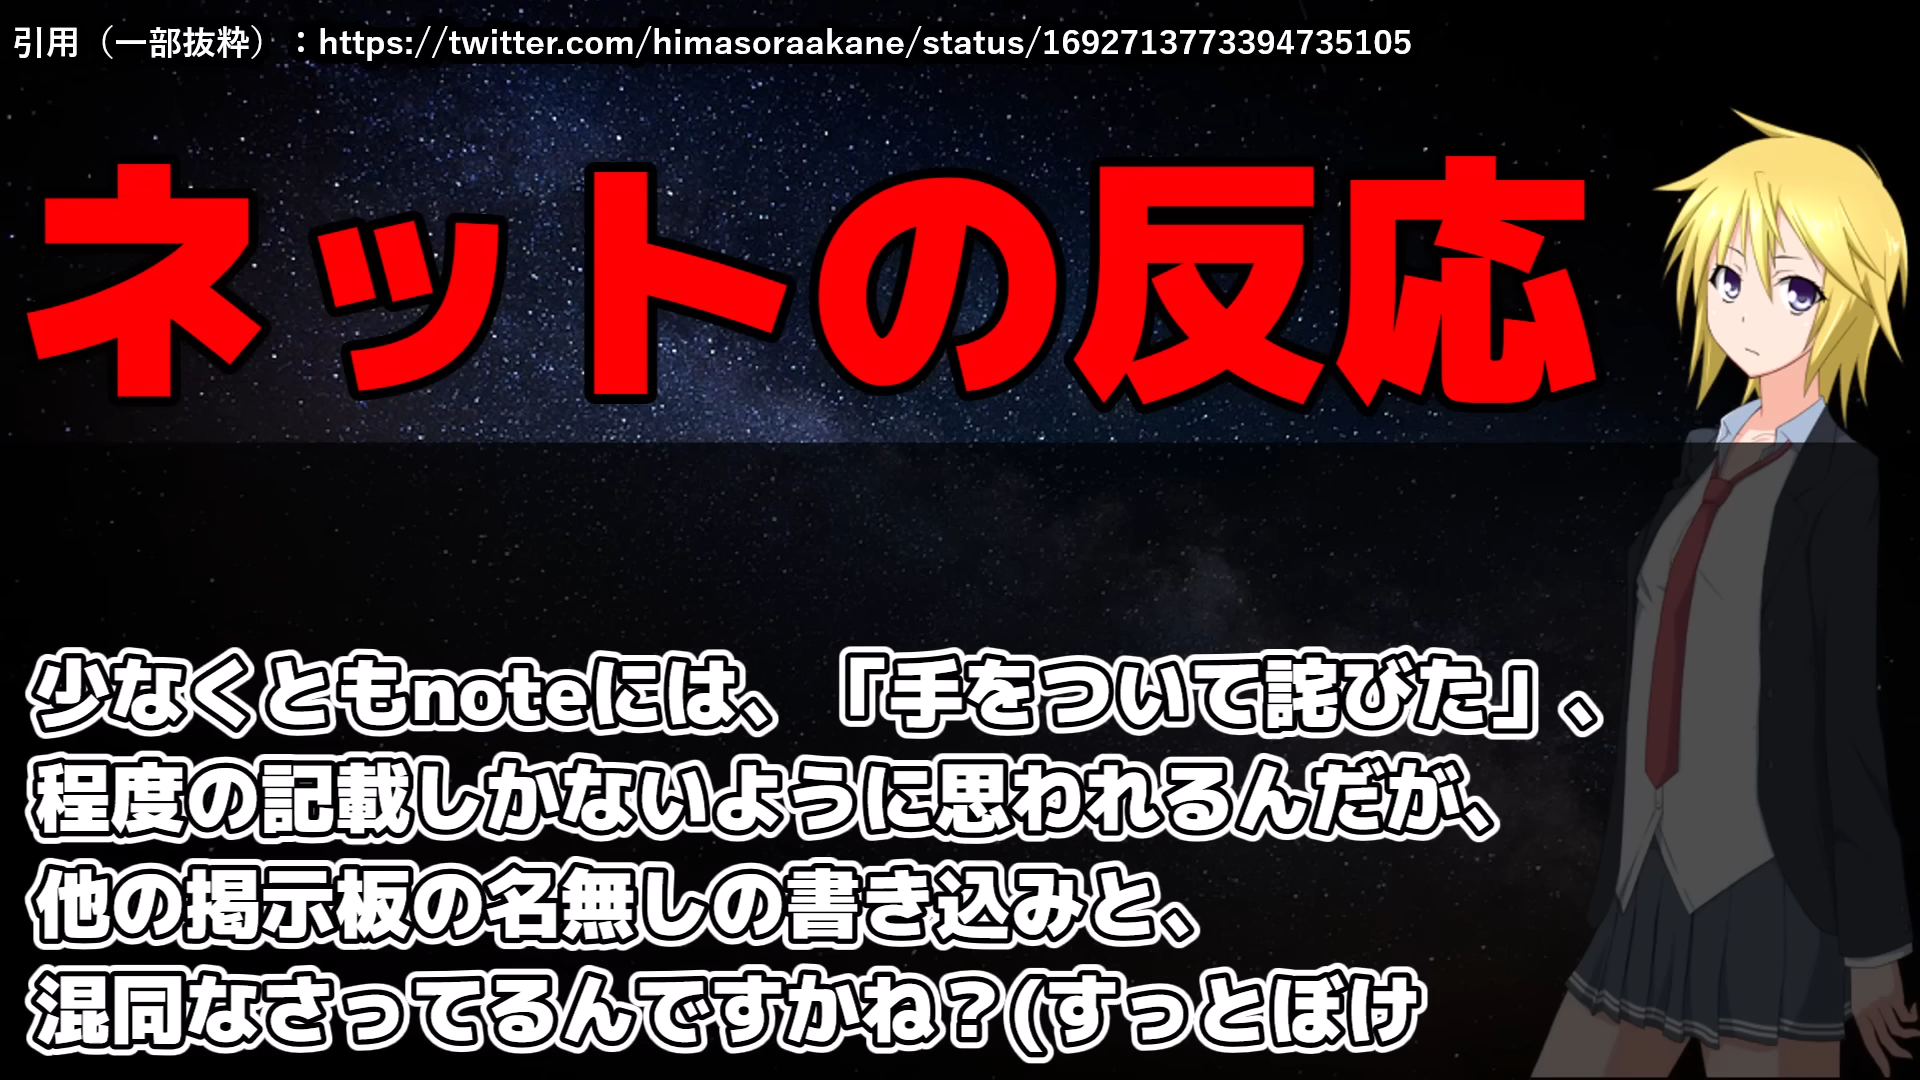 引用（一部抜粋）：https://twitter.com/himasoraakane/status/1692713773394735105
ネットの反応
少なくともnoteには、「手をついて詫びた」、
程度の記載しかないように思われるんだが、
他の掲示板の名無しの書き込みと、
混同なさってるんですかね？(すっとぼけ